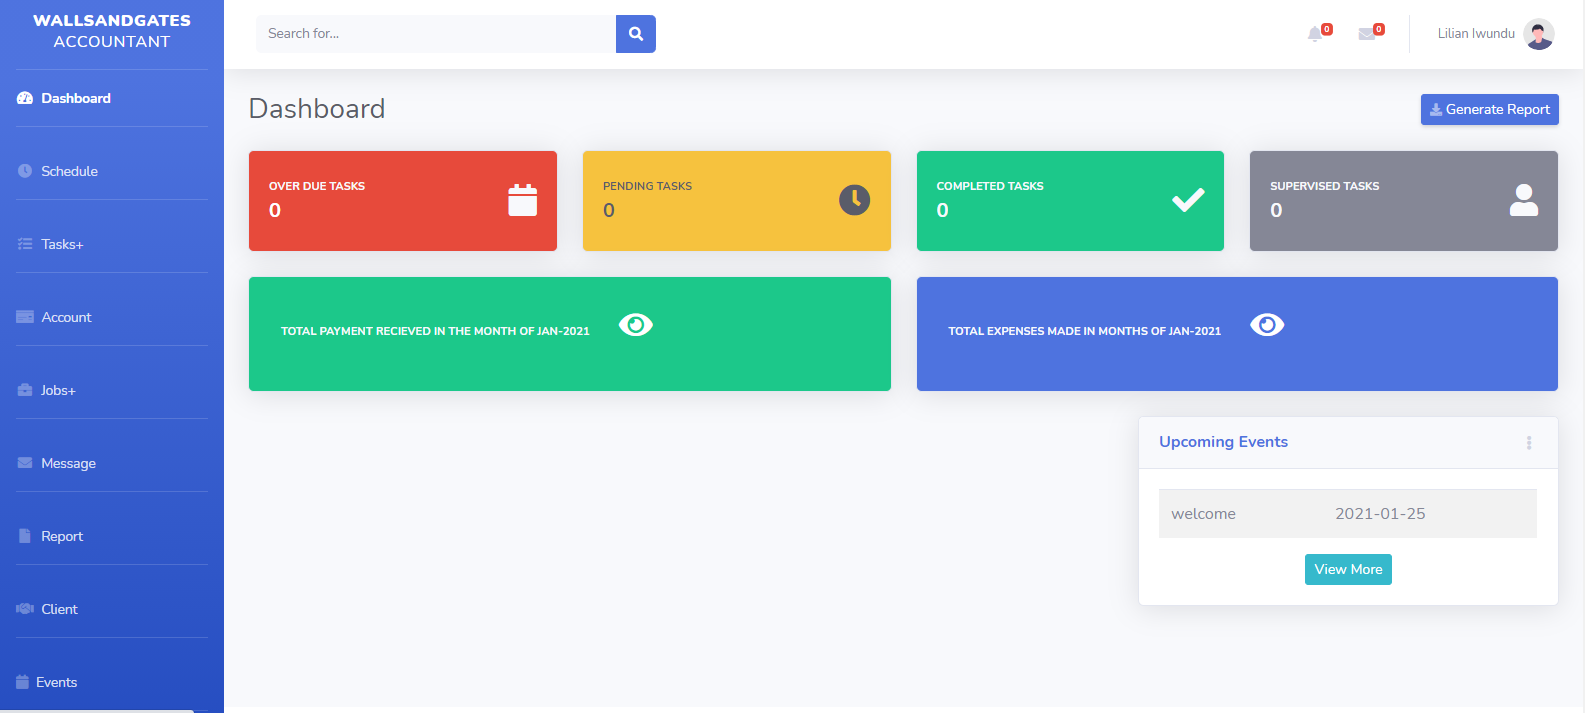 WALLSANDGATES
ACCOUNTANT
Dashboard
Schedule
Tasks+
Account
Jobs+
Message
Report
Client
Events
Search for...
0
0
Lilian Iwundu
Dashboard
Generate Report
OVER DUE TASKS
0
PENDING TASKS
0
COMPLETED TASKS
0
SUPERVISED TASKS
0
TOTAL PAYMENT RECIEVED IN THE MONTH OF JAN-2021
TOTAL EXPENSES MADE IN MONTHS OF JAN-2021
Upcoming Events
welcome 2021-01-25
View More